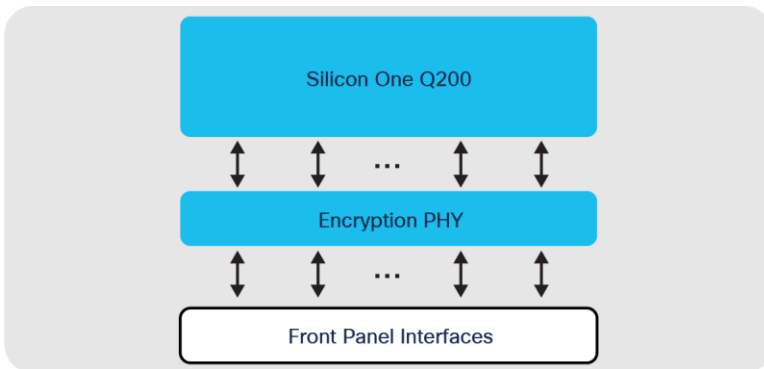 Silicon One Q200
...
Encryption PHY
...
Front Panel Interfaces